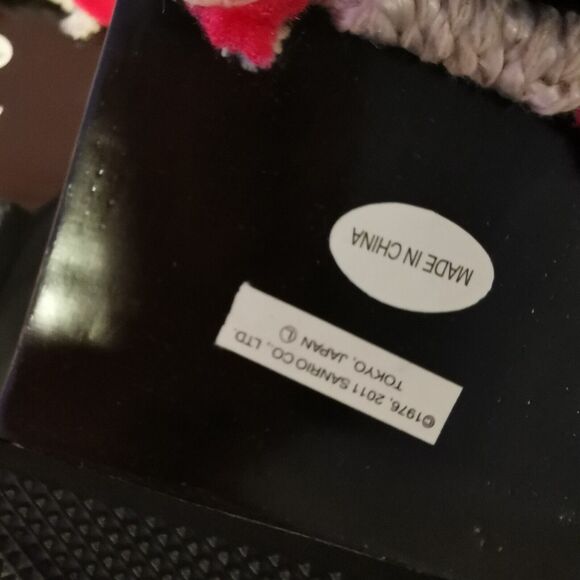 MADE IN CHINA
©1976, 2011 SANRIO CO., LTD.
TOKYO, JAPAN Ⓛ